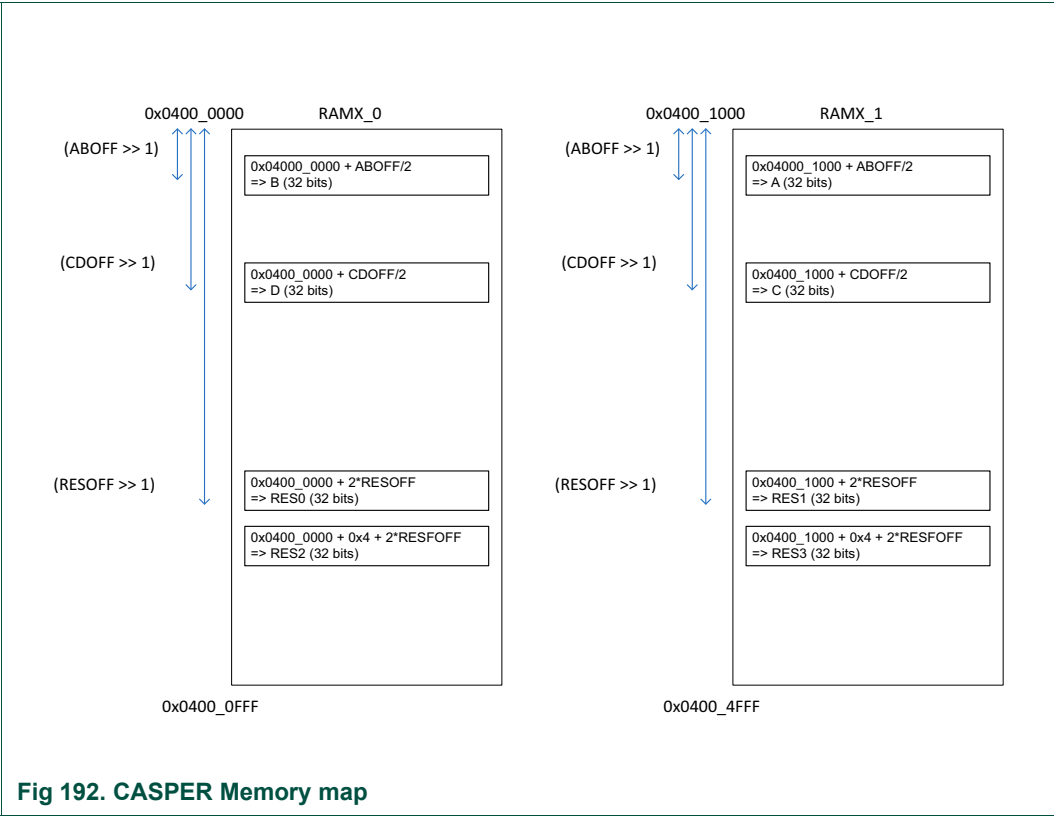 0x0400_0000 RAMX_0
(ABOFF >> 1)
0x04000_0000 + ABOFF/2
=> B (32 bits)
(CDOFF >> 1)
0x0400_0000 + CDOFF/2
=> D (32 bits)
(RESOFF >> 1)
0x0400_0000 + 2*RESOFF
=> RES0 (32 bits)
0x0400_0000 + 0x4 + 2*RESFOFF
=> RES2 (32 bits)
0x0400_0FFF
0x0400_1000 RAMX_1
(ABOFF >> 1)
0x04000_1000 + ABOFF/2
=> A (32 bits)
(CDOFF >> 1)
0x0400_1000 + CDOFF/2
=> C (32 bits)
(RESOFF >> 1)
0x0400_1000 + 2*RESOFF
=> RES1 (32 bits)
0x0400_1000 + 0x4 + 2*RESFOFF
=> RES3 (32 bits)
0x0400_4FFF
Fig 192. CASPER Memory map